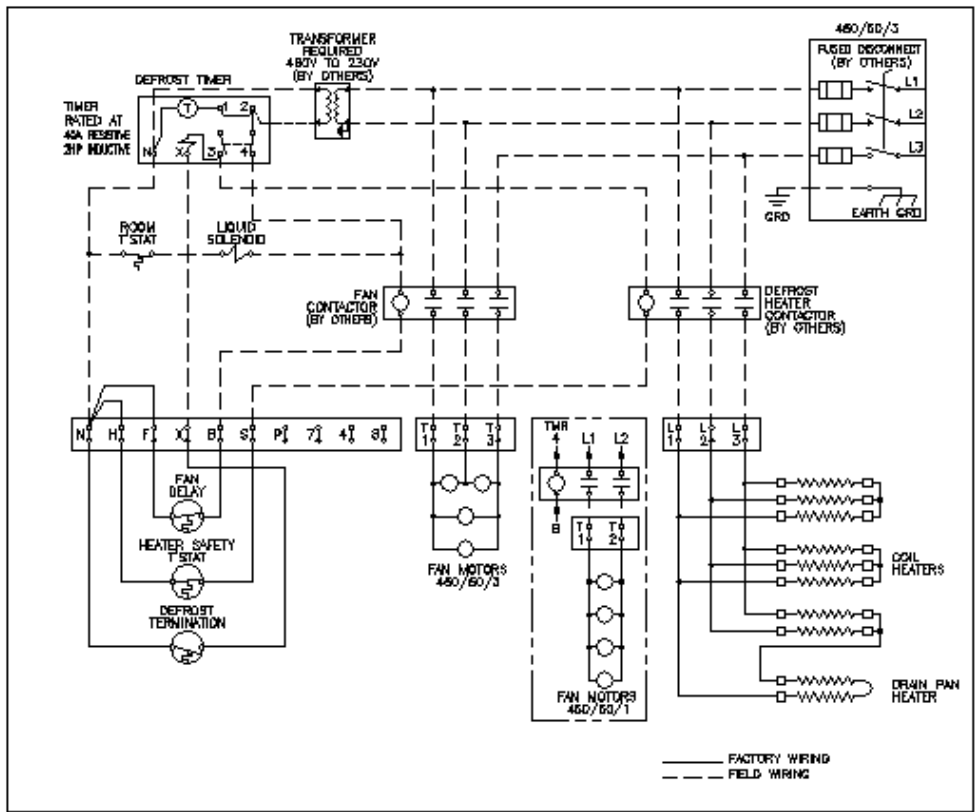 TRANSFORMER
REQUIRED
480V TO 230V
(BY OTHERS)
460/60/3
FUSED DISCONNECT
(BY OTHERS)
L1
L2
L3
GRD
EARTH GRD
DEFROST TIMER
TIMER
RATED AT
40A RESISTIVE
2HP INDUCTIVE
T
1
2
N
X
3
4
ROOM
T'STAT
LIQUID
SOLENOID
FAN
CONTACTOR
(BY OTHERS)
DEFROST
HEATER
CONTACTOR
(BY OTHERS)
N H F X B S P 7 4 3
T1 T2 T3
TMR
4
L1
L2
B
T1 T2
L1 L2 L3
FAN
DELAY
HEATER SAFETY
T'STAT
DEFROST
TERMINATION
FAN MOTORS
460/60/3
FAN MOTORS
460/60/1
COIL
HEATERS
DRAIN PAN
HEATER
FACTORY WIRING
FIELD WIRING